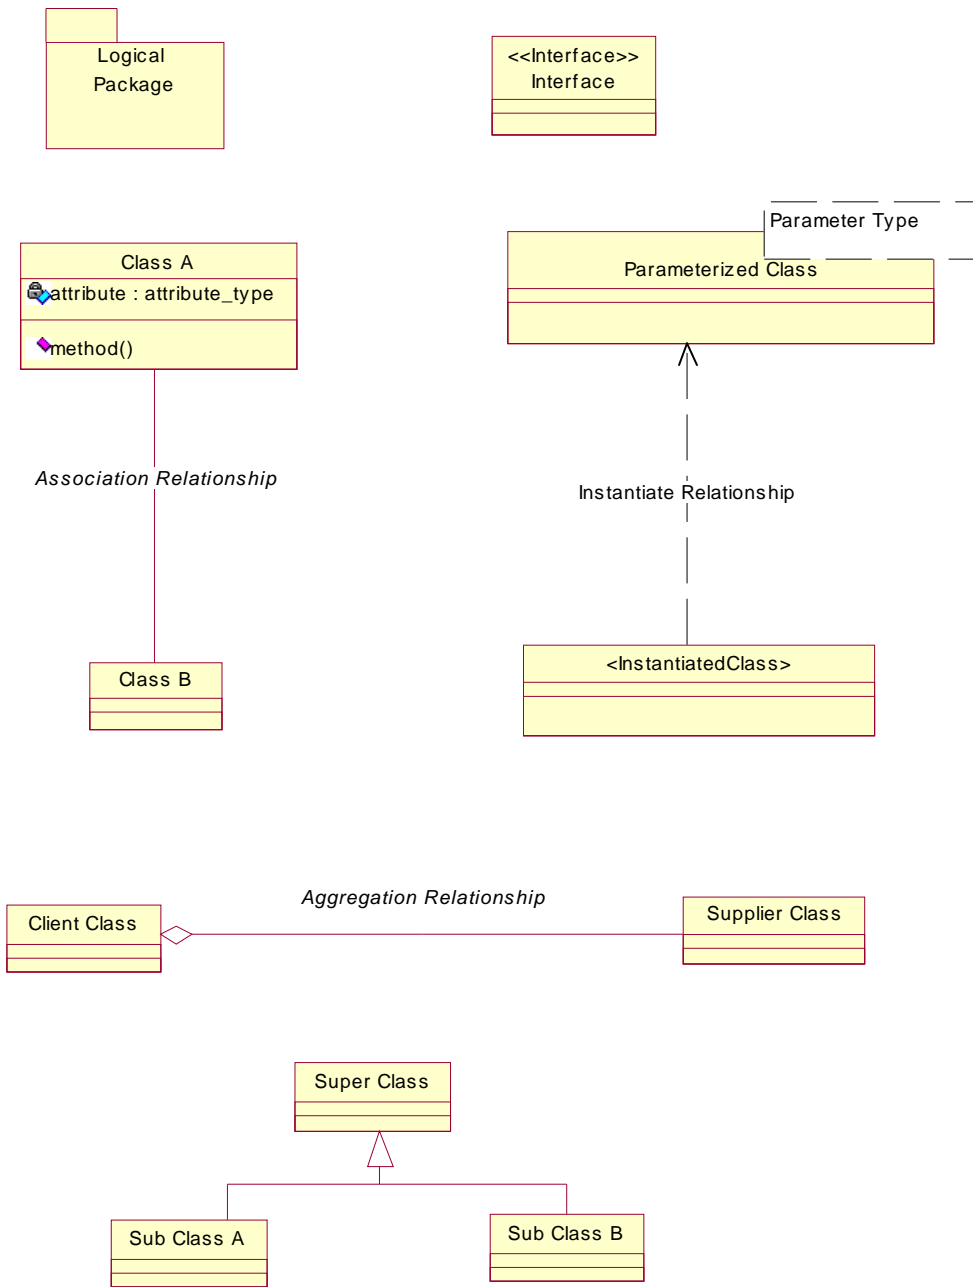 Logical
Package
<<Interface>>
Interface
Parameter Type
Class A
attribute : attribute_type
method()
Parameterized Class
Association Relationship
Instantiate Relationship
Class B
<InstantiatedClass>
Aggregation Relationship
Client Class
Supplier Class
Super Class
Sub Class A
Sub Class B